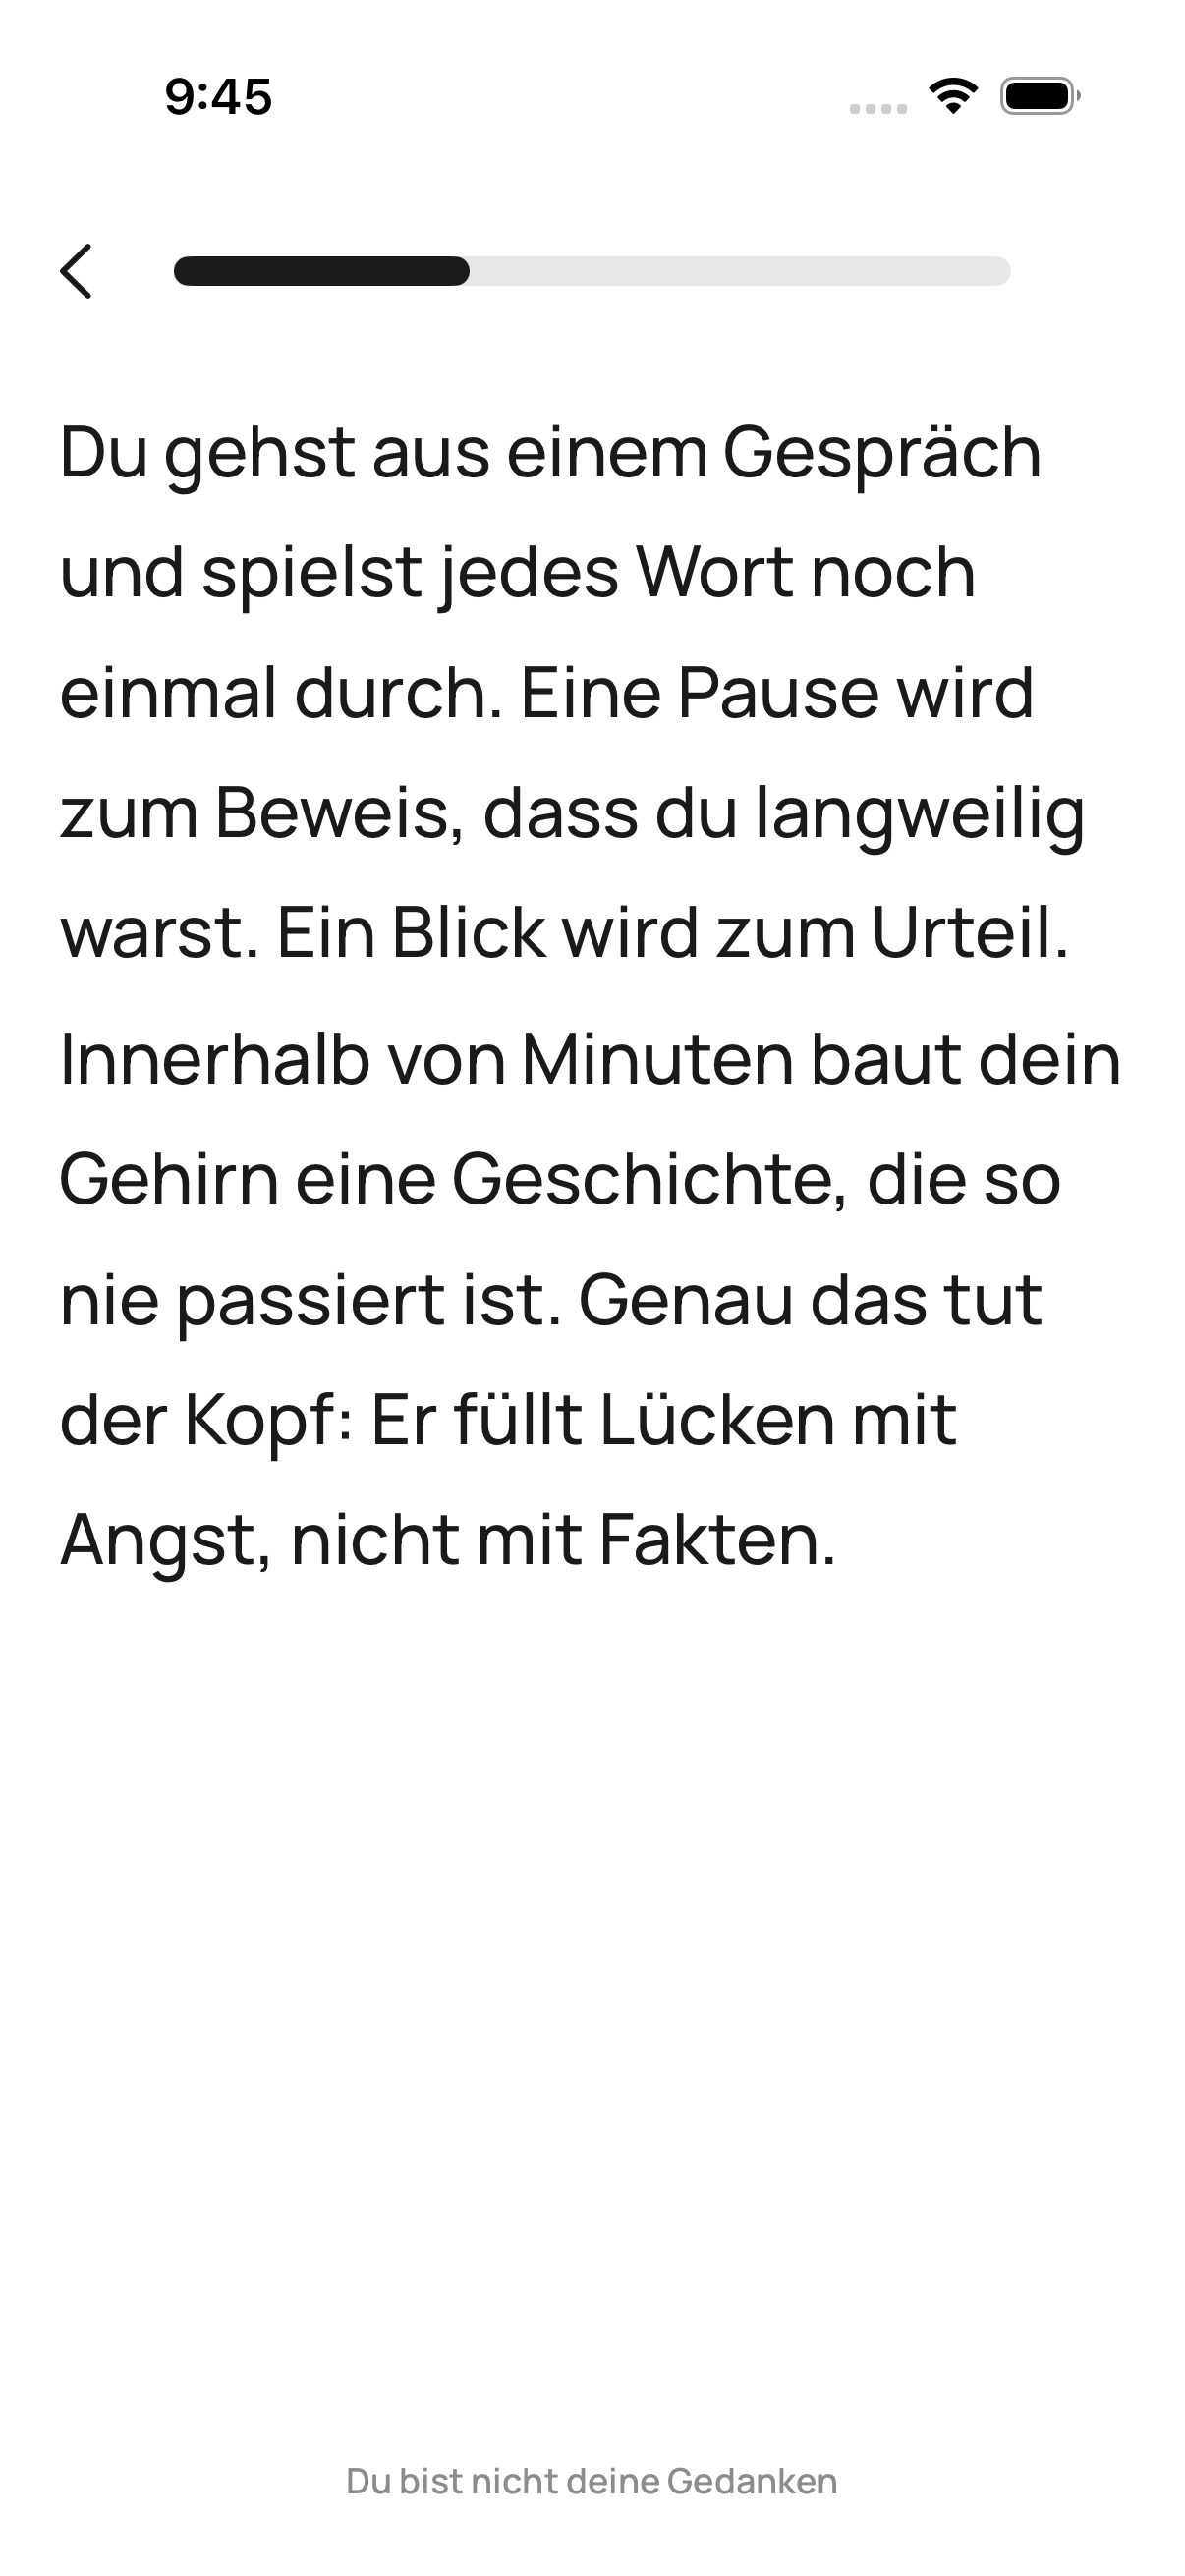 9:45
Du gehst aus einem Gespräch
und spielst jedes Wort noch
einmal durch. Eine Pause wird
zum Beweis, dass du langweilig
warst. Ein Blick wird zum Urteil.
Innerhalb von Minuten baut dein
Gehirn eine Geschichte, die so
nie passiert ist. Genau das tut
der Kopf: Er füllt Lücken mit
Angst, nicht mit Fakten.
Du bist nicht deine Gedanken